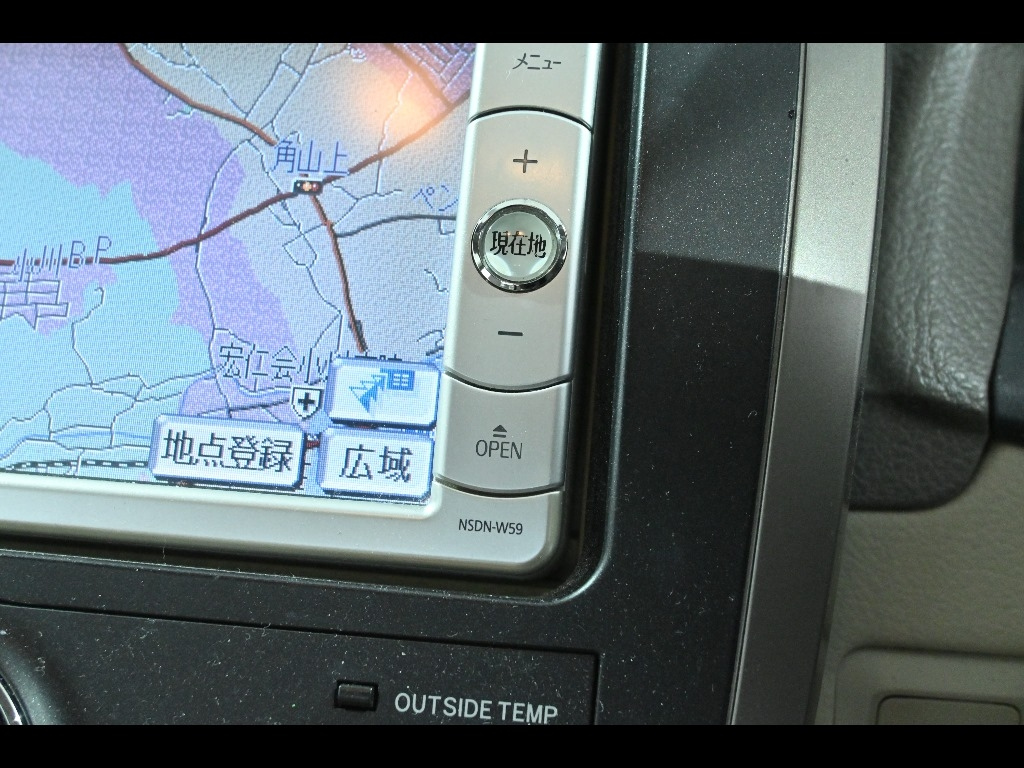 メニュー
角山上
+
ペン
現在地
小川BP
−
宏仁会小川
OPEN
地点登録
広域
NSDN-W59
OUTSIDE TEMP